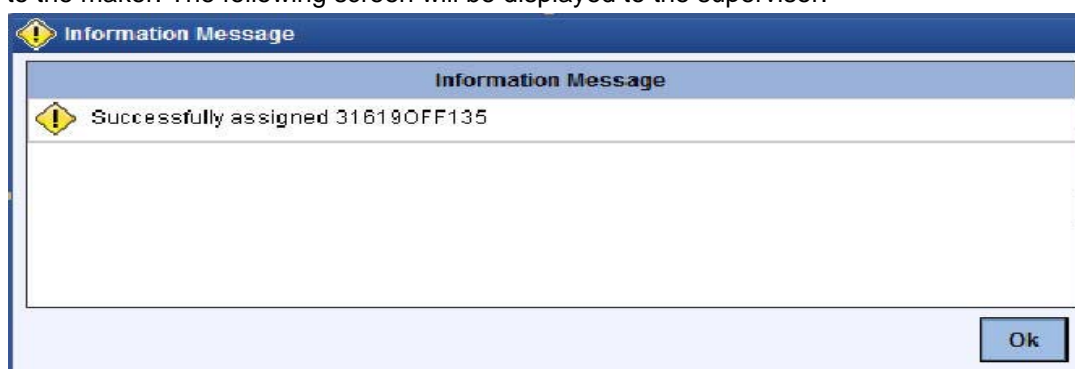 to the maker. The following screen will be displayed to the supervisor.
Information Message
Information Message
Successfully assigned 31619OFF135
Ok